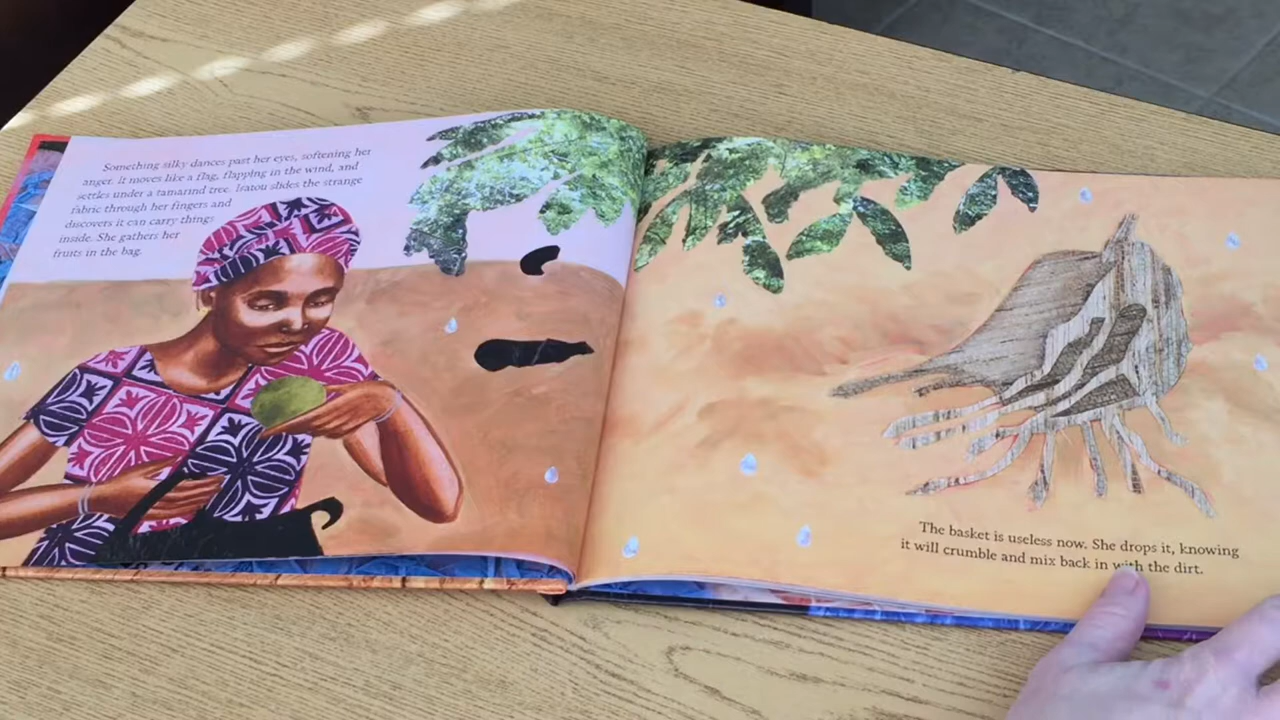 Something silky dances past her eyes, softening her
anger. It moves like a flag, flapping in the wind, and
settles under a tamarind tree. Isatou slides the strange
fabric through her fingers and
discovers it can carry things
inside. She gathers her
fruits in the bag.
The basket is useless now. She drops it, knowing
it will crumble and mix back in with the dirt.